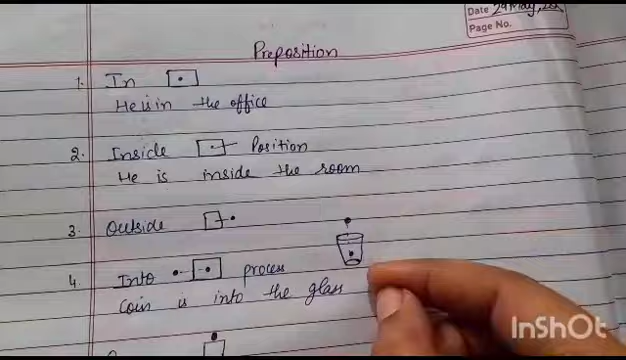 Date 29 May, 
Page No.
Preposition
1. In
He is in the office
2. Inside Position
He is inside the room
3. Outside
4. Into process
Coin is into the glass
InShOt